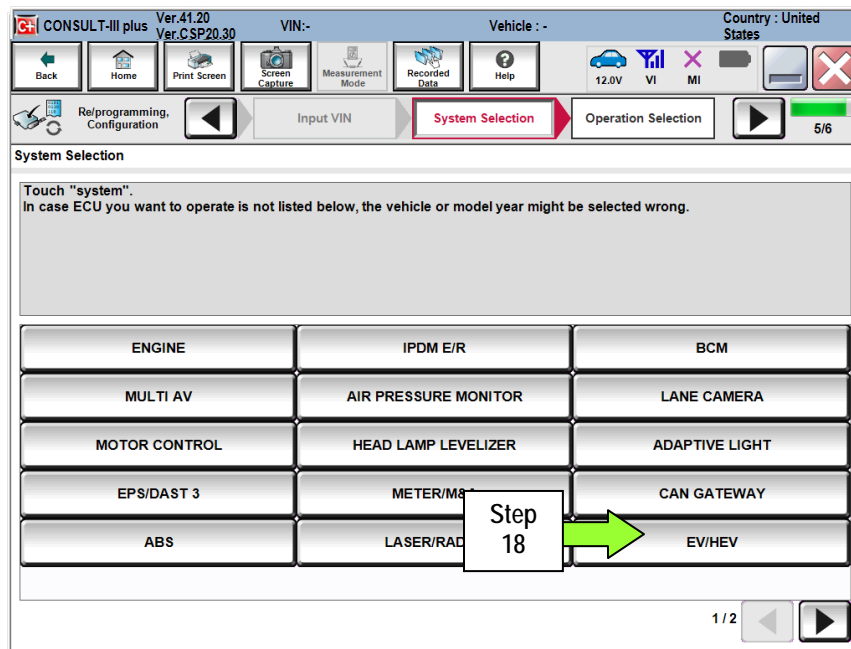 C+ CONSULT-III plus Ver.41.20 VIN:- Vehicle : - Country : United
Ver.CSP20.30 States
Back Home Print Screen Screen Capture Measurement Mode Recorded Data Help 12.0V VI MI
Re/programming, Configuration Input VIN System Selection Operation Selection 5/6
System Selection
Touch "system".
In case ECU you want to operate is not listed below, the vehicle or model year might be selected wrong.
ENGINE IPDM E/R BCM
MULTI AV AIR PRESSURE MONITOR LANE CAMERA
MOTOR CONTROL HEAD LAMP LEVELIZER ADAPTIVE LIGHT
EPS/DAST 3 CAN GATEWAY
Step
18
ABS EV/HEV
1 / 2